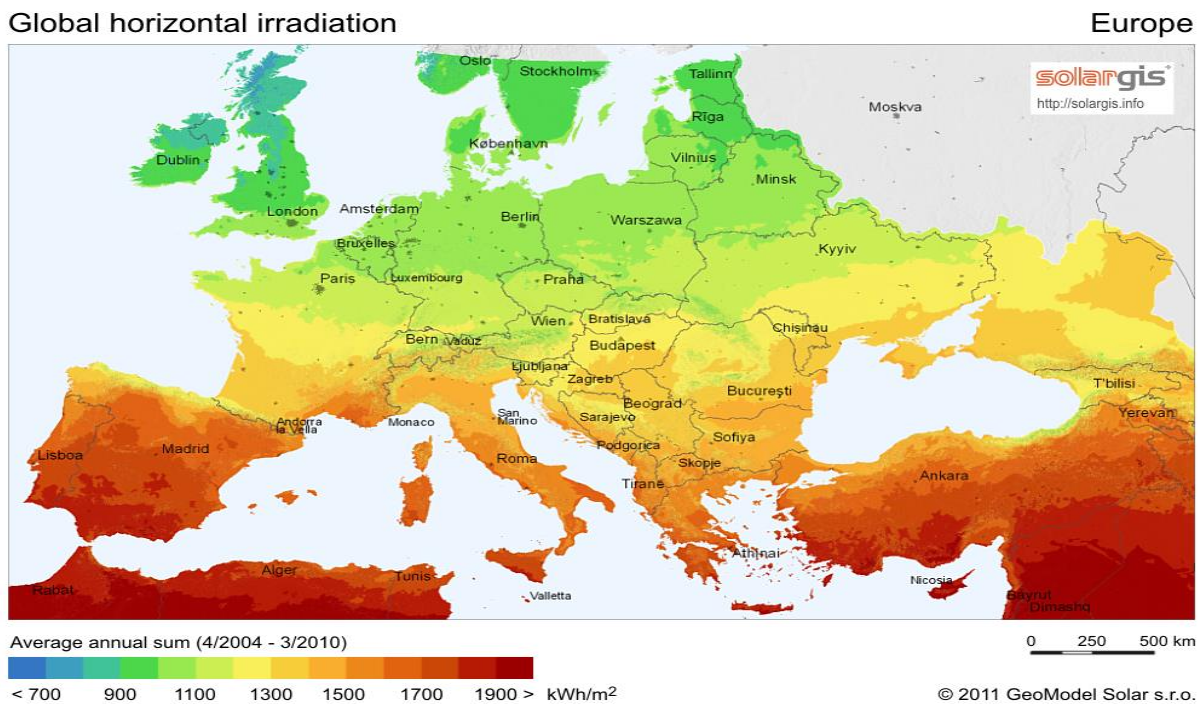 Global horizontal irradiation
Europe
solargis
http://solargis.info
Oslo
Stockholm
Tallinn
Moskva
Rīga
København
Dublin
Vilnius
Minsk
London
Amsterdam
Berlin
Warszawa
Bruxelles
Kyyiv
Paris
Luxembourg
Praha
Wien
Bratislava
Chișinau
Bern
Vaduz
Budapest
Ljubljana
Zagreb
T'bilisi
Beograd
București
San
Marino
Sarajevo
Yerevan
Andorra
la Vella
Monaco
Podgorica
Sofiya
Lisboa
Madrid
Roma
Skopje
Tirane
Ankara
Athinai
Alger
Tunis
Nicosia
Rabat
Valletta
Bayrut
Dimashq
Average annual sum (4/2004 - 3/2010)
0 250 500 km
< 700 900 1100 1300 1500 1700 1900 > kWh/m²
© 2011 GeoModel Solar s.r.o.